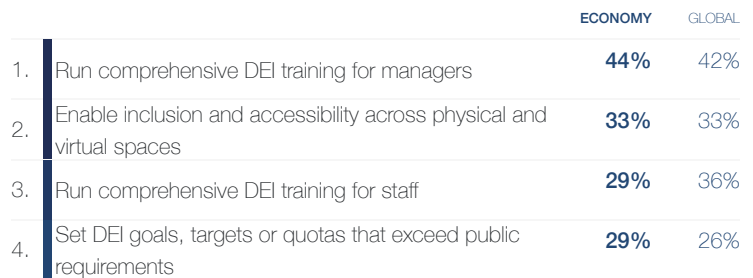 ECONOMY GLOBAL
1. Run comprehensive DEI training for managers 44% 42%
2. Enable inclusion and accessibility across physical and
virtual spaces 33% 33%
3. Run comprehensive DEI training for staff 29% 36%
4. Set DEI goals, targets or quotas that exceed public
requirements 29% 26%